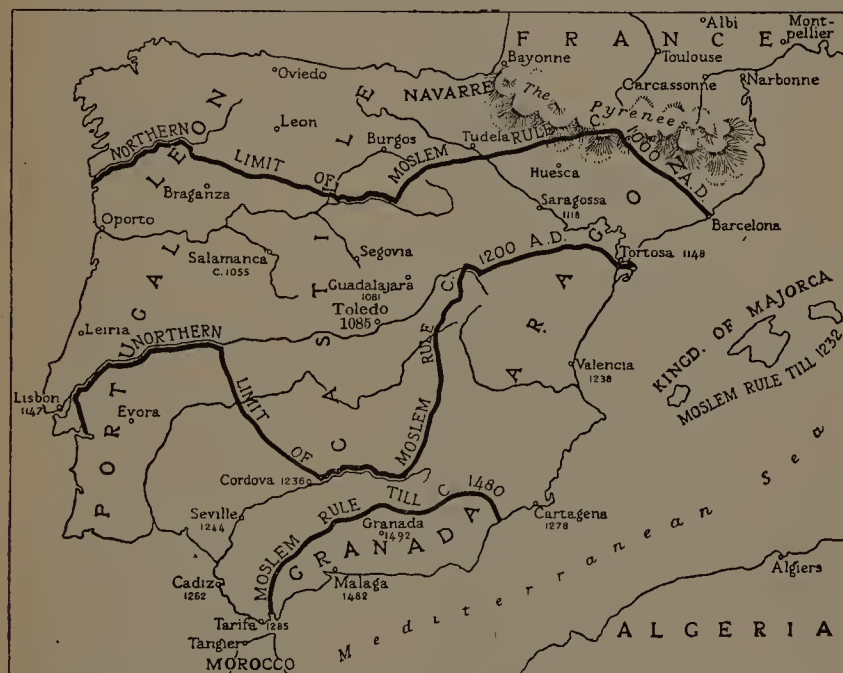 FRANCE
Albi
Mont-
pellier
Bayonne
Toulouse
Carcassonne
Narbonne
The Pyrenees
Oviedo
NAVARRE
LEON
Leon
Burgos
Tudela
Huesca
NORTHERN LIMIT OF MOSLEM RULE C. 1000 A.D.
Braganza
Saragossa
1118
Barcelona
Oporto
CASTILLE
Salamanca
C. 1055
Segovia
ARAGON
Tortosa 1148
Guadalajara
1081
Toledo
1085
KINGD. OF MAJORCA
MOSLEM RULE TILL 1232
PORTUGAL
Leiria
NORTHERN LIMIT OF MOSLEM RULE C. 1200 A.D.
Valencia
1238
Lisbon
1147
Evora
Cordova 1236
Seville
1244
MOSLEM RULE TILL C 1480
Granada
1492
GRANADA
Cartagena
1278
Cadiz
1262
Malaga
1482
Mediterranean Sea
Algiers
Tarifa 1285
Tangier
MOROCCO
ALGERIA